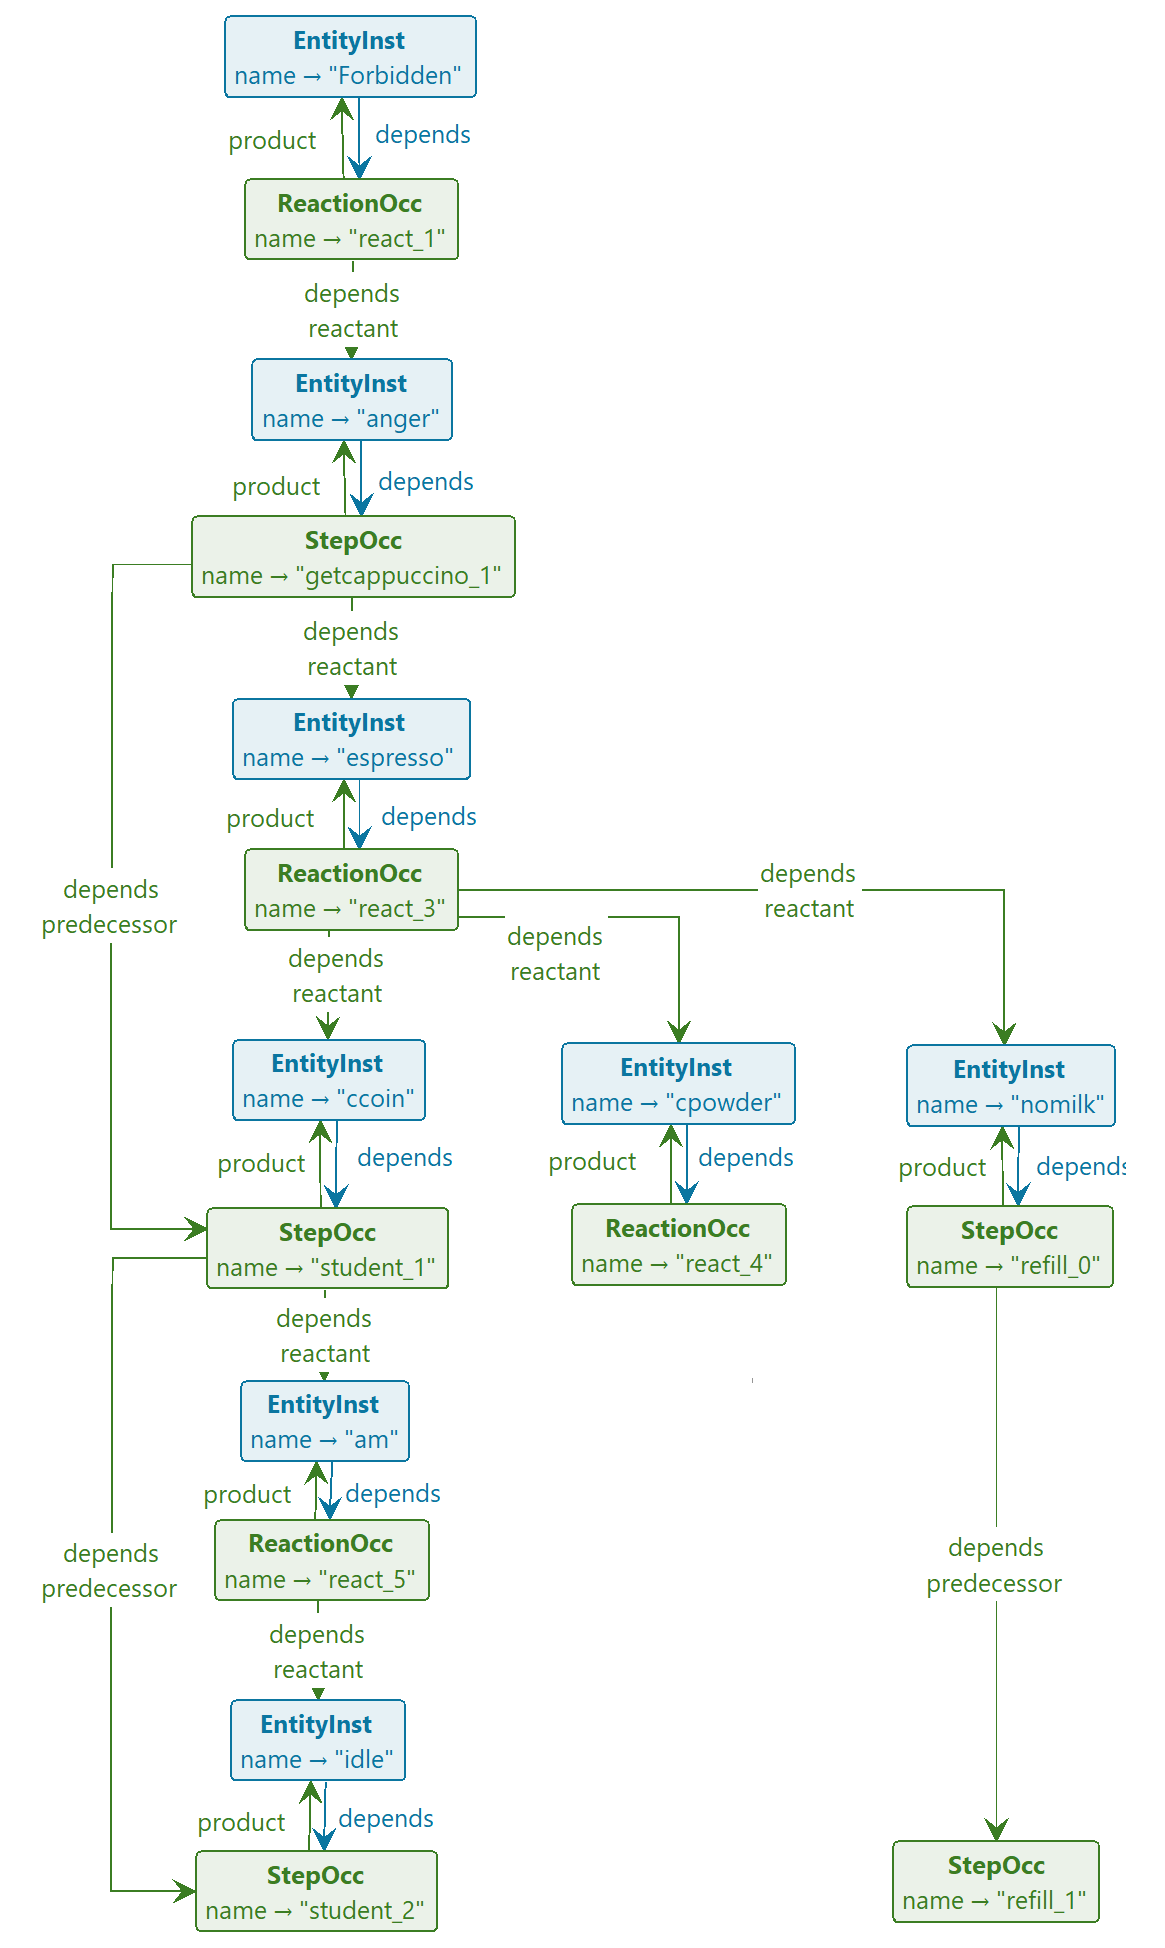 EntityInst
name → "Forbidden"
product
depends
ReactionOcc
name → "react_1"
depends
reactant
EntityInst
name → "anger"
product
depends
StepOcc
name → "getcappuccino_1"
depends
reactant
EntityInst
name → "espresso"
product
depends
ReactionOcc
name → "react_3"
depends
reactant
depends
predecessor
depends
reactant
depends
reactant
EntityInst
name → "ccoin"
EntityInst
name → "cpowder"
EntityInst
name → "nomilk"
product
depends
product
depends
product
depends
StepOcc
name → "student_1"
ReactionOcc
name → "react_4"
StepOcc
name → "refill_0"
depends
reactant
EntityInst
name → "am"
product
depends
ReactionOcc
name → "react_5"
depends
predecessor
depends
predecessor
depends
reactant
EntityInst
name → "idle"
product
depends
StepOcc
name → "student_2"
StepOcc
name → "refill_1"